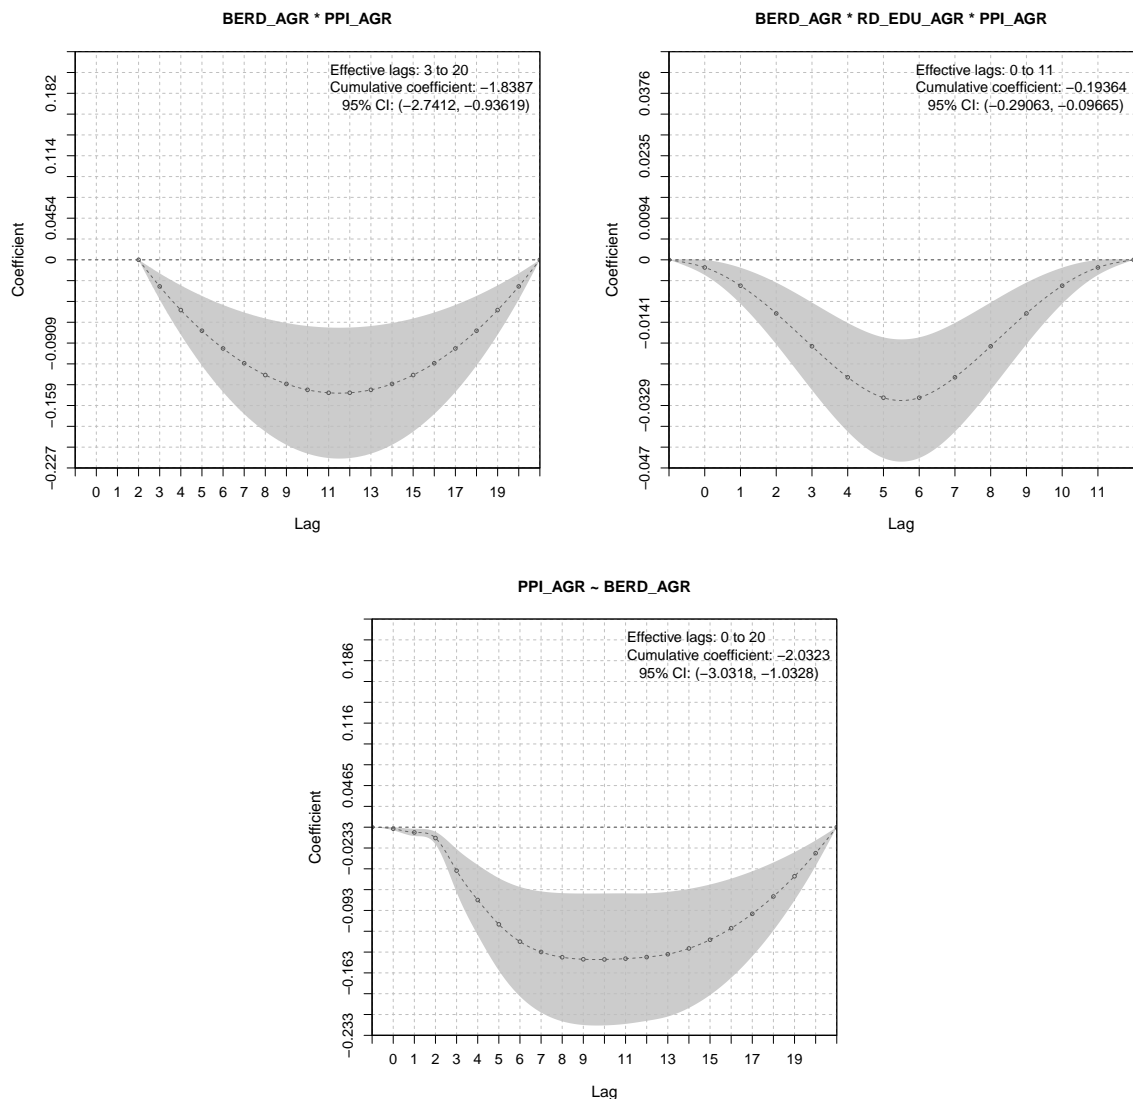 BERD_AGR * PPI_AGR
Effective lags: 3 to 20
Cumulative coefficient: −1.8387
95% CI: (−2.7412, −0.93619)
Coefficient
0.182
0.114
0.0454
0
−0.0909
−0.159
−0.227
0 1 2 3 4 5 6 7 8 9 11 13 15 17 19
Lag
BERD_AGR * RD_EDU_AGR * PPI_AGR
Effective lags: 0 to 11
Cumulative coefficient: −0.19364
95% CI: (−0.29063, −0.09665)
Coefficient
0.0376
0.0235
0.0094
0
−0.0141
−0.0329
−0.047
0 1 2 3 4 5 6 7 8 9 10 11
Lag
PPI_AGR ~ BERD_AGR
Effective lags: 0 to 20
Cumulative coefficient: −2.0323
95% CI: (−3.0318, −1.0328)
Coefficient
0.186
0.116
0.0465
−0.0233
−0.093
−0.163
−0.233
0 1 2 3 4 5 6 7 8 9 11 13 15 17 19
Lag